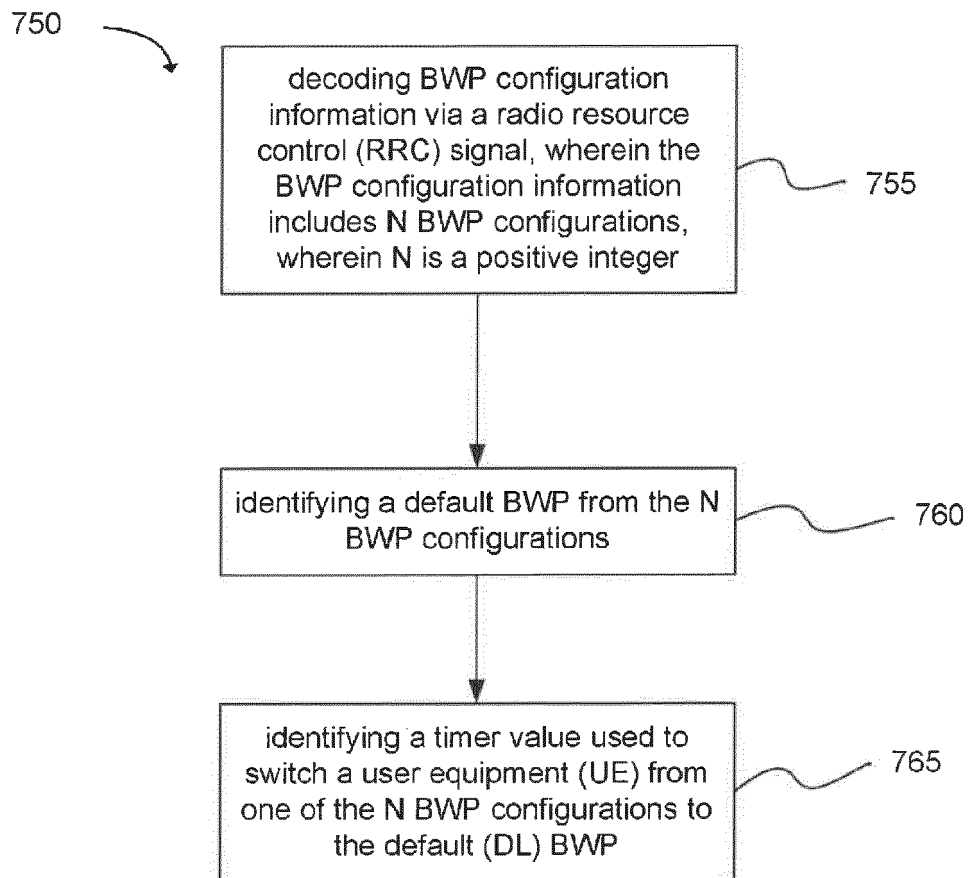 750
decoding BWP configuration
information via a radio resource
control (RRC) signal, wherein the
BWP configuration information
includes N BWP configurations,
wherein N is a positive integer
755
identifying a default BWP from the N
BWP configurations
760
identifying a timer value used to
switch a user equipment (UE) from
one of the N BWP configurations to
the default (DL) BWP
765